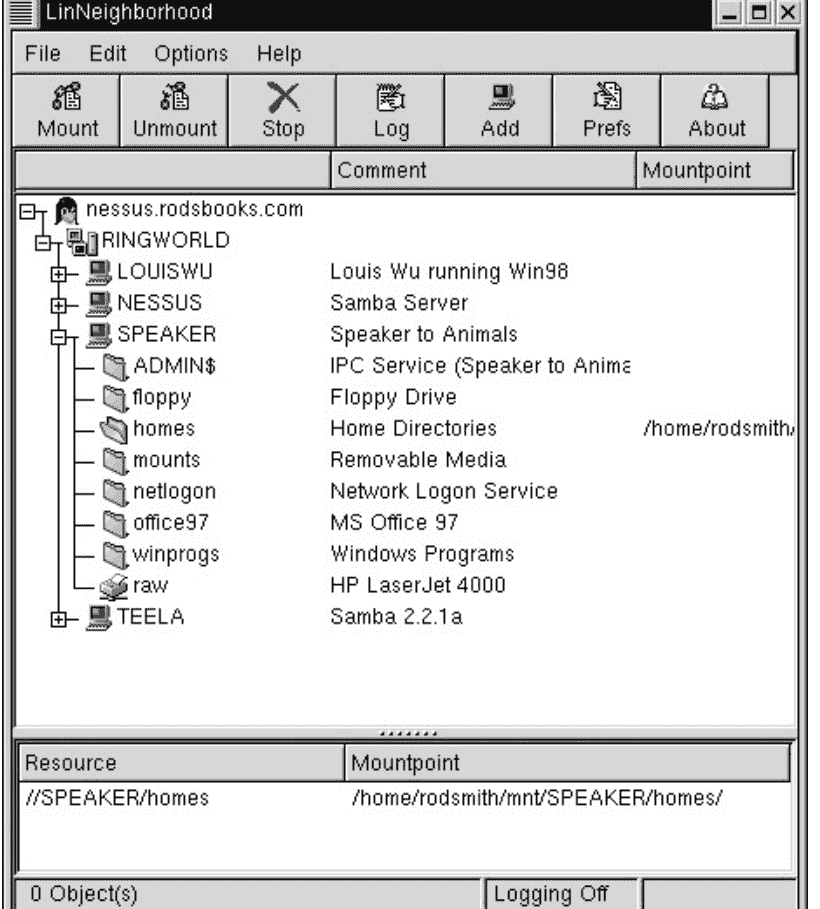 LinNeighborhood
File Edit Options Help
Mount Unmount Stop Log Add Prefs About
Comment Mountpoint
nessus.rodsbooks.com
RINGWORLD
LOUISWU Louis Wu running Win98
NESSUS Samba Server
SPEAKER Speaker to Animals
ADMIN$ IPC Service (Speaker to Anima
floppy Floppy Drive
homes Home Directories /home/rodsmith/
mounts Removable Media
netlogon Network Logon Service
office97 MS Office 97
winprogs Windows Programs
raw HP LaserJet 4000
TEELA Samba 2.2.1a
Resource Mountpoint
//SPEAKER/homes /home/rodsmith/mnt/SPEAKER/homes/
0 Object(s) Logging Off